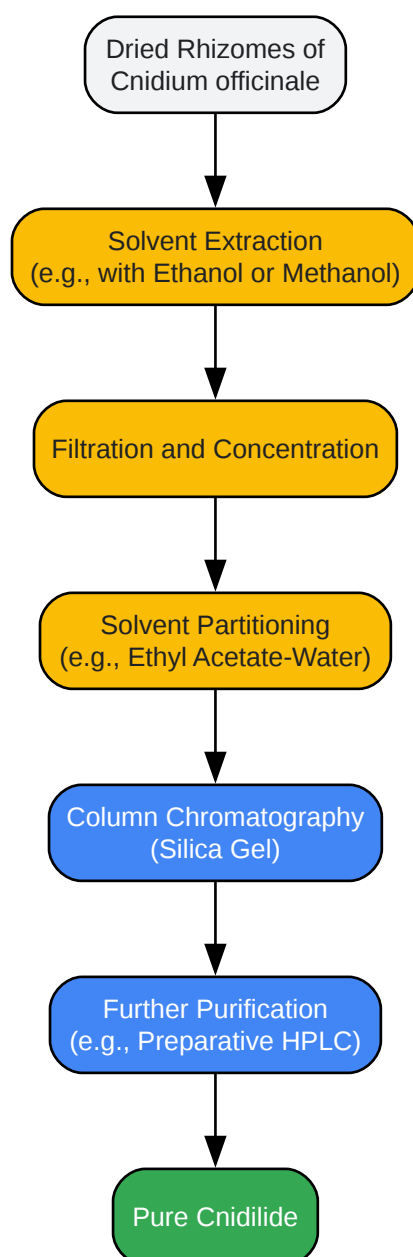 Dried Rhizomes of
Cnidium officinale
Solvent Extraction
(e.g., with Ethanol or Methanol)
Filtration and Concentration
Solvent Partitioning
(e.g., Ethyl Acetate-Water)
Column Chromatography
(Silica Gel)
Further Purification
(e.g., Preparative HPLC)
Pure Cnidilide